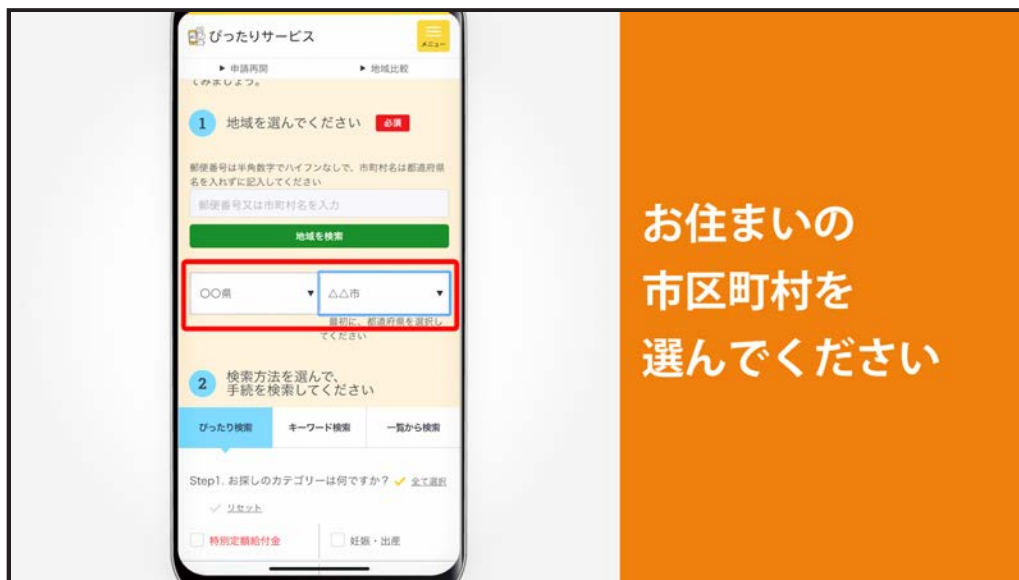 ぴったりサービス
メニュー
▶ 申請再開
▶ 地域比較
てみましょう。
1 地域を選んでください 必須
郵便番号は半角数字でハイフンなしで、市町村名は都道府県
名を入れずに記入してください
郵便番号又は市町村名を入力
地域を検索
〇〇県 ▼
△△市 ▼
最初に、都道府県を選択し
てください
2 検索方法を選んで、
手続を検索してください
ぴったり検索
キーワード検索
一覧から検索
Step1. お探しのカテゴリーは何ですか? 全て選択
リセット
特別定額給付金
妊娠・出産
お住まいの
市区町村を
選んでください